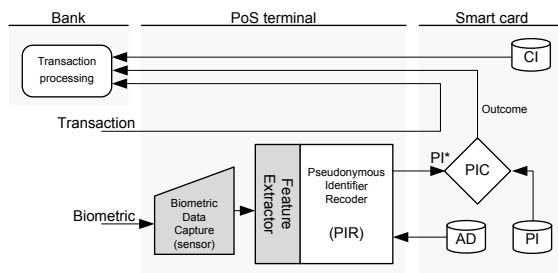 Bank
PoS terminal
Smart card
Transaction
processing
CI
Outcome
Transaction
Biometric
Biometric
Data
Capture
(sensor)
Feature
Extractor
Pseudonymous
Identifier
Recoder
(PIR)
PI*
PIC
AD
PI